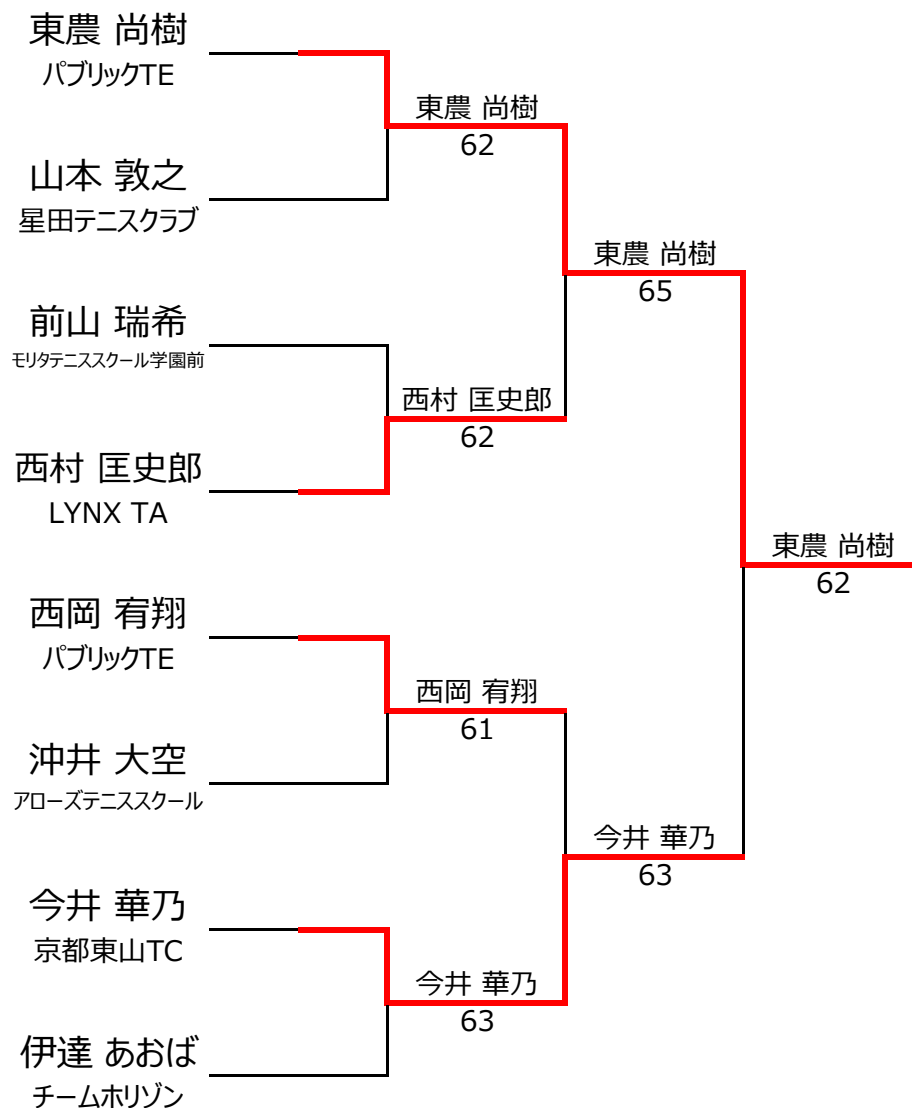 東農 尚樹
パブリックTE
山本 敦之
星田テニスクラブ
前山 瑞希
モリタテニススクール学園前
西村 匡史郎
LYNX TA
西岡 宥翔
パブリックTE
沖井 大空
アローズテニススクール
今井 華乃
京都東山TC
伊達 あおば
チームホリゾン
東農 尚樹
62
西村 匡史郎
62
西岡 宥翔
61
今井 華乃
63
東農 尚樹
65
今井 華乃
63
東農 尚樹
62